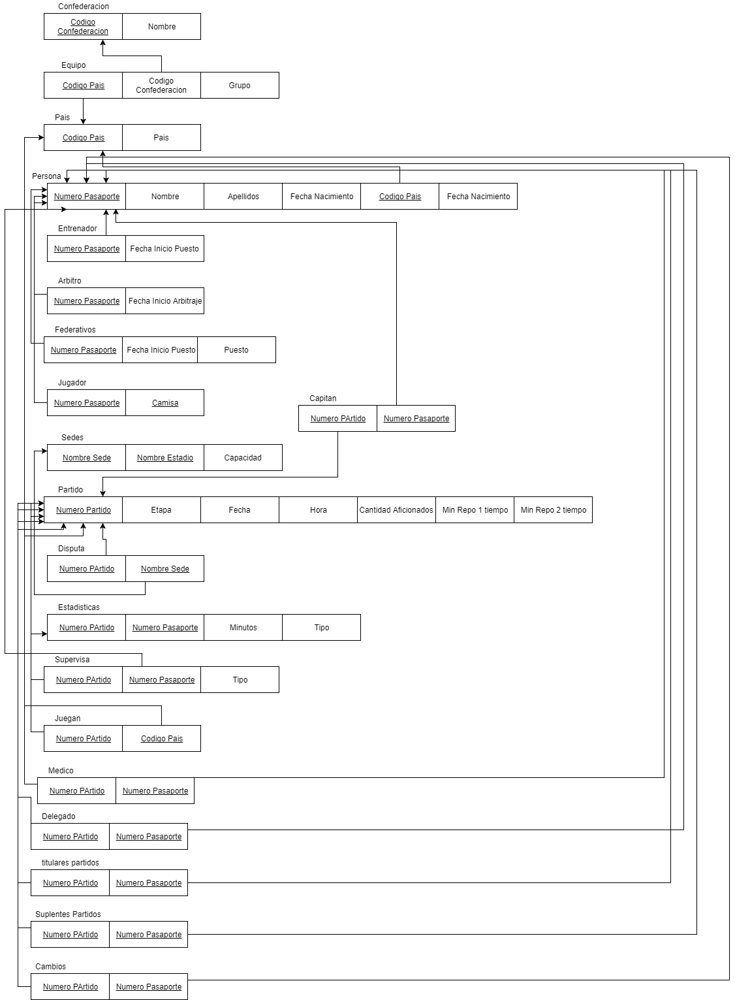 Confederacion
Codigo
Confederacion
Nombre
Equipo
Codigo Pais
Codigo
Confederacion
Grupo
Pais
Codigo Pais
Pais
Persona
Numero Pasaporte
Nombre
Apellidos
Fecha Nacimiento
Codigo Pais
Fecha Nacimiento
Entrenador
Numero Pasaporte
Fecha Inicio Puesto
Arbitro
Numero Pasaporte
Fecha Inicio Arbitraje
Federativos
Numero Pasaporte
Fecha Inicio Puesto
Puesto
Jugador
Numero Pasaporte
Camisa
Capitan
Numero PArtido
Numero Pasaporte
Sedes
Nombre Sede
Nombre Estadio
Capacidad
Partido
Numero Partido
Etapa
Fecha
Hora
Cantidad Aficionados
Min Repo 1 tiempo
Min Repo 2 tiempo
Disputa
Numero PArtido
Nombre Sede
Estadisticas
Numero PArtido
Numero Pasaporte
Minutos
Tipo
Supervisa
Numero PArtido
Numero Pasaporte
Tipo
Juegan
Numero PArtido
Codigo Pais
Medico
Numero PArtido
Numero Pasaporte
Delegado
Numero PArtido
Numero Pasaporte
titulares partidos
Numero PArtido
Numero Pasaporte
Suplentes Partidos
Numero PArtido
Numero Pasaporte
Cambios
Numero PArtido
Numero Pasaporte